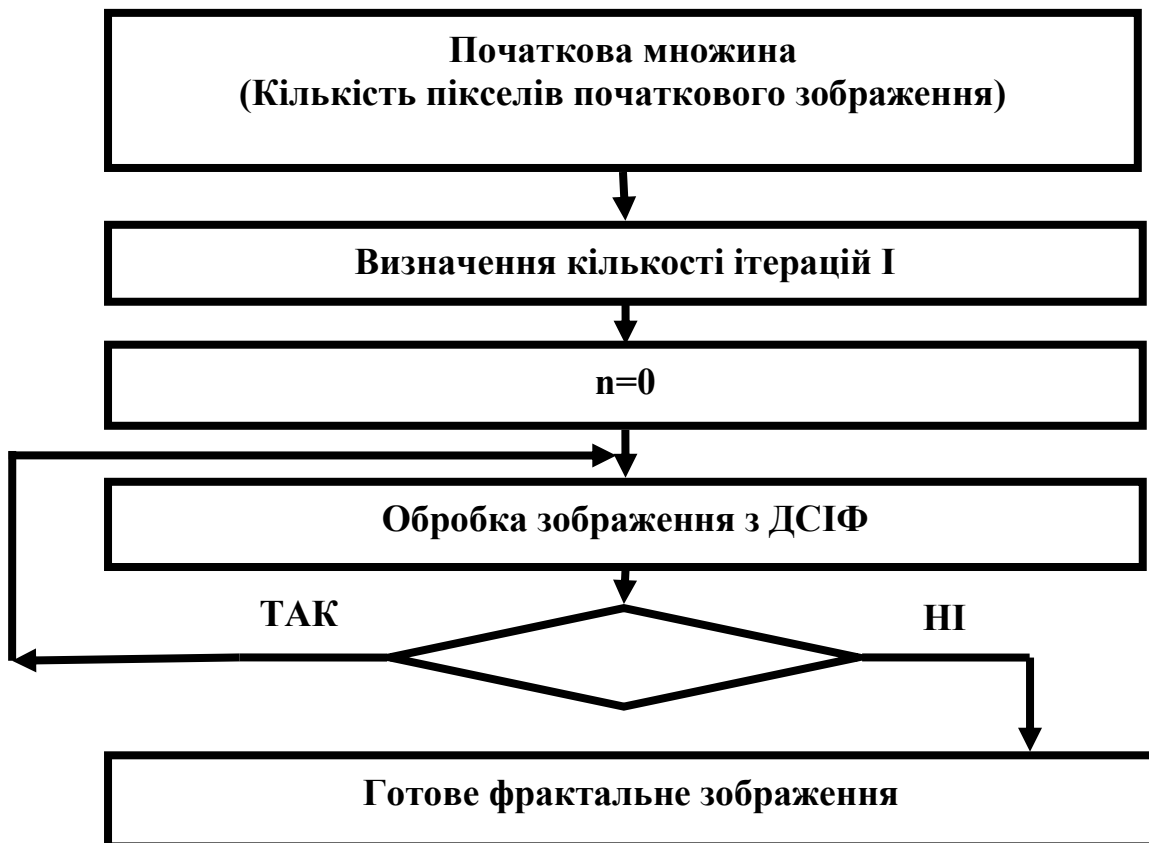 Початкова множина
(Кількість пікселів початкового зображення)
Визначення кількості ітерацій І
n=0
Обробка зображення з ДСІФ
ТАК
НІ
Готове фрактальне зображення